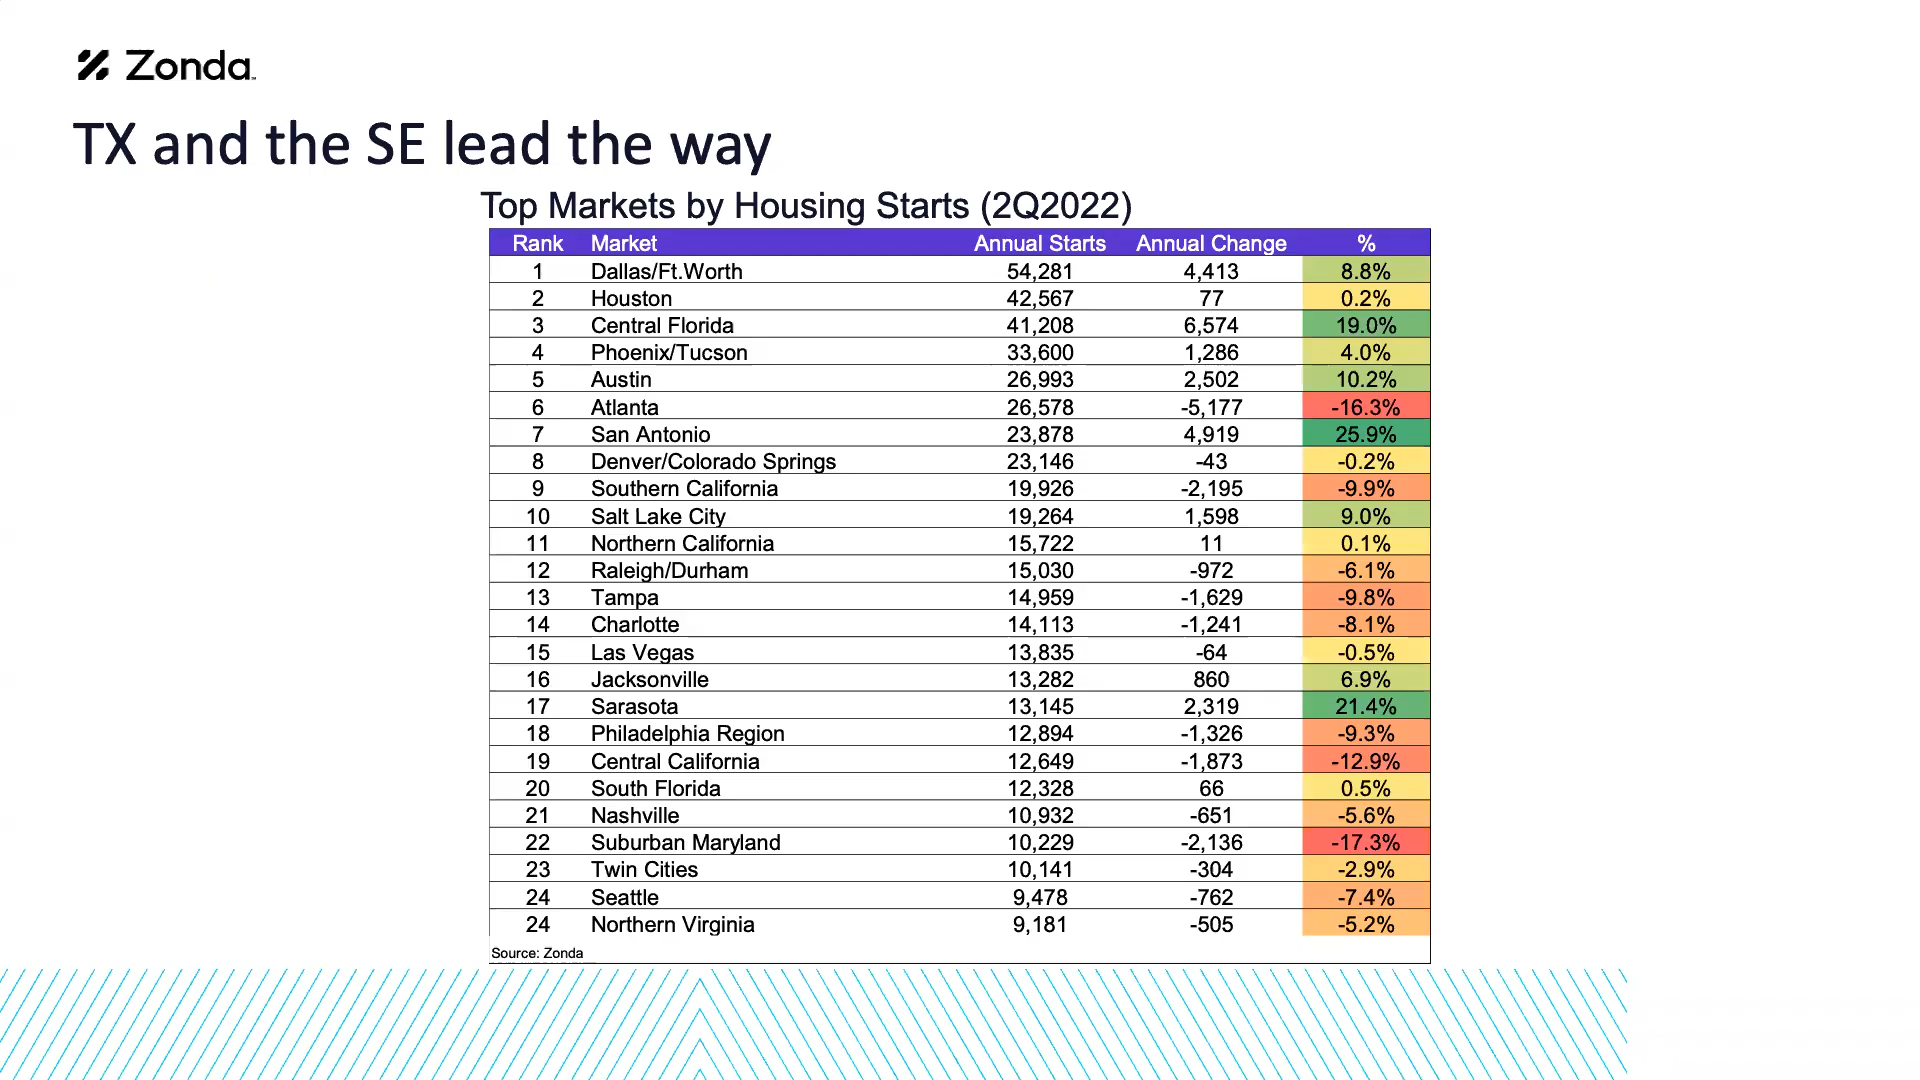 Zonda
TX and the SE lead the way
Top Markets by Housing Starts (2Q2022)
Rank Market Annual Starts Annual Change %
1 Dallas/Ft.Worth 54,281 4,413 8.8%
2 Houston 42,567 77 0.2%
3 Central Florida 41,208 6,574 19.0%
4 Phoenix/Tucson 33,600 1,286 4.0%
5 Austin 26,993 2,502 10.2%
6 Atlanta 26,578 -5,177 -16.3%
7 San Antonio 23,878 4,919 25.9%
8 Denver/Colorado Springs 23,146 -43 -0.2%
9 Southern California 19,926 -2,195 -9.9%
10 Salt Lake City 19,264 1,598 9.0%
11 Northern California 15,722 11 0.1%
12 Raleigh/Durham 15,030 -972 -6.1%
13 Tampa 14,959 -1,629 -9.8%
14 Charlotte 14,113 -1,241 -8.1%
15 Las Vegas 13,835 -64 -0.5%
16 Jacksonville 13,282 860 6.9%
17 Sarasota 13,145 2,319 21.4%
18 Philadelphia Region 12,894 -1,326 -9.3%
19 Central California 12,649 -1,873 -12.9%
20 South Florida 12,328 66 0.5%
21 Nashville 10,932 -651 -5.6%
22 Suburban Maryland 10,229 -2,136 -17.3%
23 Twin Cities 10,141 -304 -2.9%
24 Seattle 9,478 -762 -7.4%
24 Northern Virginia 9,181 -505 -5.2%
Source: Zonda